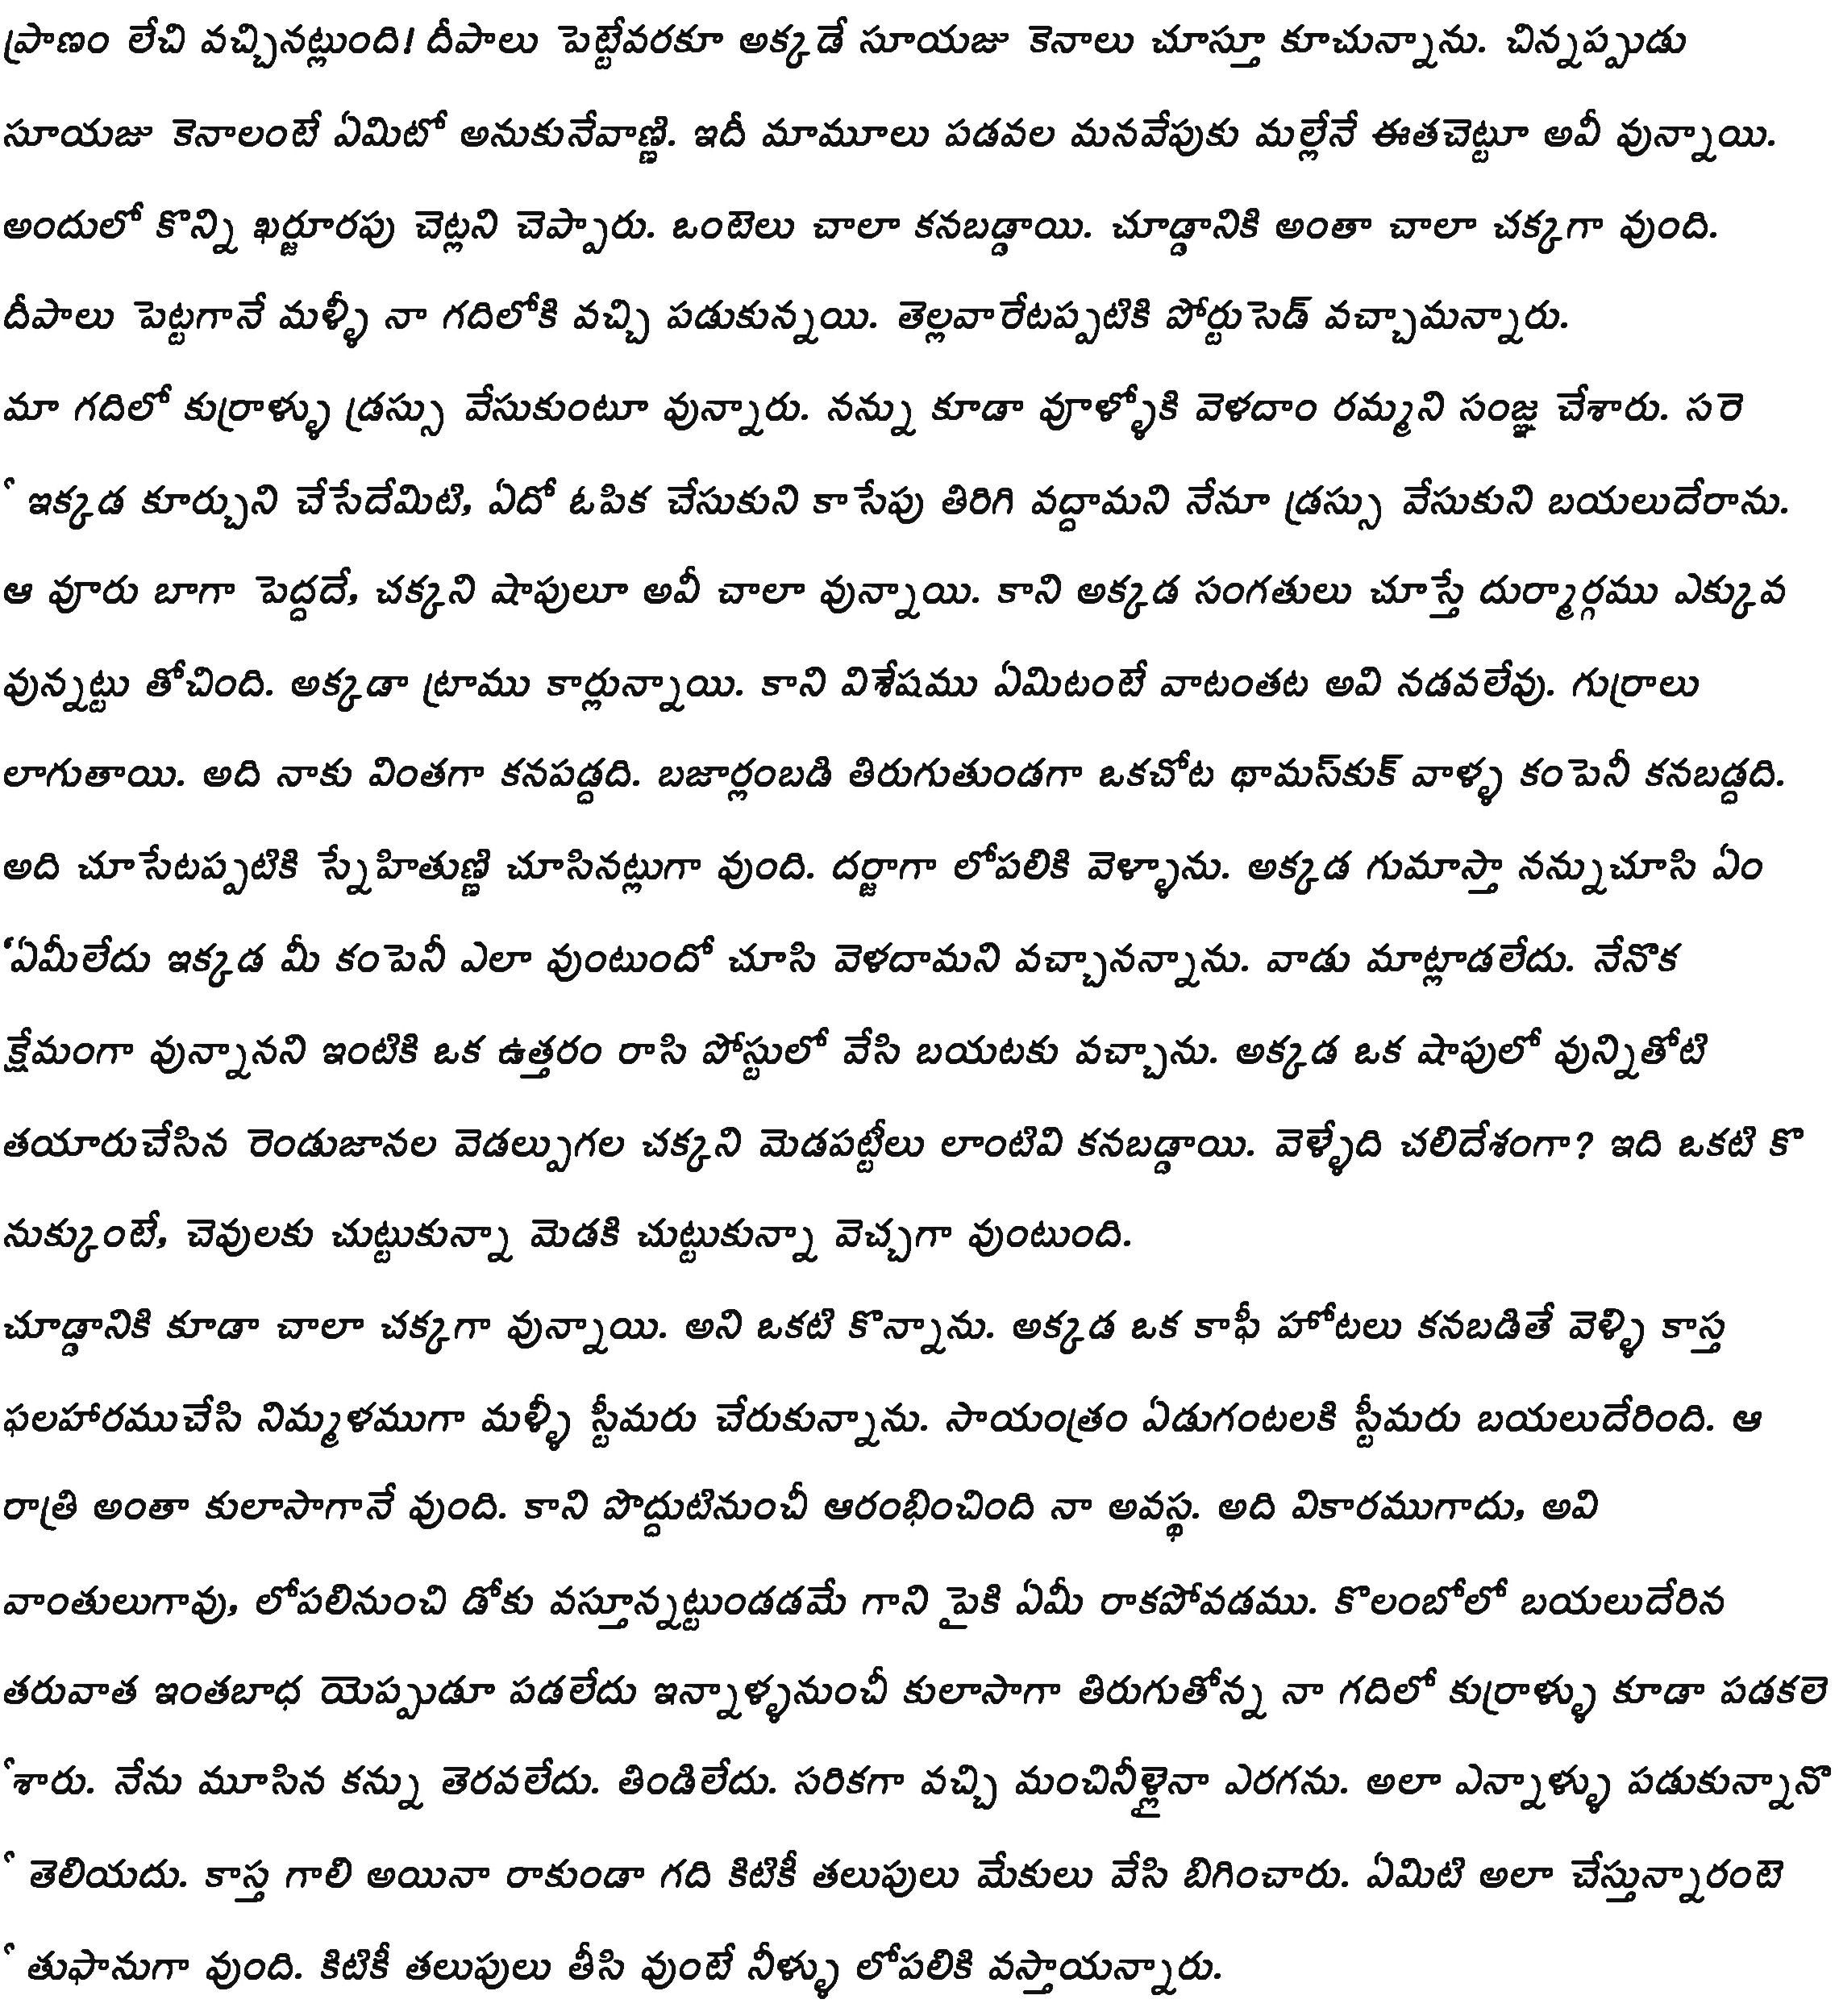 ప్రాణం లేచి వచ్చినట్లుంది! దీపాలు పెట్టేవరకూ అక్కడే సూయజు కెనాలు చూస్తూ కూచున్నాను. చిన్నప్పుడు
సూయజు కెనాలంటే ఏమిటో అనుకునేవాణ్ణి. ఇదీ మామూలు పడవల మనవేపుకు మల్లేనే ఈతచెట్టూ అవీ వున్నాయి.
అందులో కొన్ని ఖర్జూరపు చెట్లని చెప్పారు. ఒంటెలు చాలా కనబడ్డాయి. చూడ్డానికి అంతా చాలా చక్కగా వుంది.
దీపాలు పెట్టగానే మళ్ళీ నా గదిలోకి వచ్చి పడుకున్నయి. తెల్లవారేటప్పటికి పోర్టుసెడ్ వచ్చామన్నారు.
మా గదిలో కుర్రాళ్ళు డ్రస్సు వేసుకుంటూ వున్నారు. నన్ను కూడా వూళ్ళోకి వెళదాం రమ్మని సంజ్ఞ చేశారు. సరె
ే ఇక్కడ కూర్చుని చేసేదేమిటి, ఏదో ఓపిక చేసుకుని కాసేపు తిరిగి వద్దామని నేనూ డ్రస్సు వేసుకుని బయలుదేరాను.
ఆ వూరు బాగా పెద్దదే, చక్కని షాపులూ అవీ చాలా వున్నాయి. కాని అక్కడ సంగతులు చూస్తే దుర్మార్గము ఎక్కువ
వున్నట్టు తోచింది. అక్కడా ట్రాము కార్లున్నాయి. కాని విశేషము ఏమిటంటే వాటంతట అవి నడవలేవు. గుర్రాలు
లాగుతాయి. అది నాకు వింతగా కనపడ్డది. బజార్లంబడి తిరుగుతుండగా ఒకచోట థామస్‌కుక్ వాళ్ళ కంపెనీ కనబడ్డది.
అది చూసేటప్పటికి స్నేహితుణ్ణి చూసినట్లుగా వుంది. దర్జాగా లోపలికి వెళ్ళాను. అక్కడ గుమాస్తా నన్నుచూసి ఏం
‘ఏమీలేదు ఇక్కడ మీ కంపెనీ ఎలా వుంటుందో చూసి వెళదామని వచ్చానన్నాను. వాడు మాట్లాడలేదు. నేనొక
క్షేమంగా వున్నానని ఇంటికి ఒక ఉత్తరం రాసి పోస్టులో వేసి బయటకు వచ్చాను. అక్కడ ఒక షాపులో వున్నితోటి
తయారుచేసిన రెండుజానల వెడల్పుగల చక్కని మెడపట్టీలు లాంటివి కనబడ్డాయి. వెళ్ళేది చలిదేశంగా? ఇది ఒకటి కొ
నుక్కుంటే, చెవులకు చుట్టుకున్నా మెడకి చుట్టుకున్నా వెచ్చగా వుంటుంది.
చూడ్డానికి కూడా చాలా చక్కగా వున్నాయి. అని ఒకటి కొన్నాను. అక్కడ ఒక కాఫీ హోటలు కనబడితే వెళ్ళి కాస్త
ఫలహారముచేసి నిమ్మళముగా మళ్ళీ స్టీమరు చేరుకున్నాను. సాయంత్రం ఏడుగంటలకి స్టీమరు బయలుదేరింది. ఆ
రాత్రి అంతా కులాసాగానే వుంది. కాని పొద్దుటినుంచీ ఆరంభించింది నా అవస్థ. అది వికారముగాదు, అవి
వాంతులుగావు, లోపలినుంచి డోకు వస్తూన్నట్టుండడమే గాని పైకి ఏమీ రాకపోవడము. కొలంబోలో బయలుదేరిన
తరువాత ఇంతబాధ యెప్పుడూ పడలేదు ఇన్నాళ్ళనుంచీ కులాసాగా తిరుగుతోన్న నా గదిలో కుర్రాళ్ళు కూడా పడకలె
ేశారు. నేను మూసిన కన్ను తెరవలేదు. తిండిలేదు. సరికగా వచ్చి మంచినీళ్లైనా ఎరగను. అలా ఎన్నాళ్ళు పడుకున్నానొ
ే తెలియదు. కాస్త గాలి అయినా రాకుండా గది కిటికీ తలుపులు మేకులు వేసి బిగించారు. ఏమిటి అలా చేస్తున్నారంటె
ే తుఫానుగా వుంది. కిటికీ తలుపులు తీసి వుంటే నీళ్ళు లోపలికి వస్తాయన్నారు.